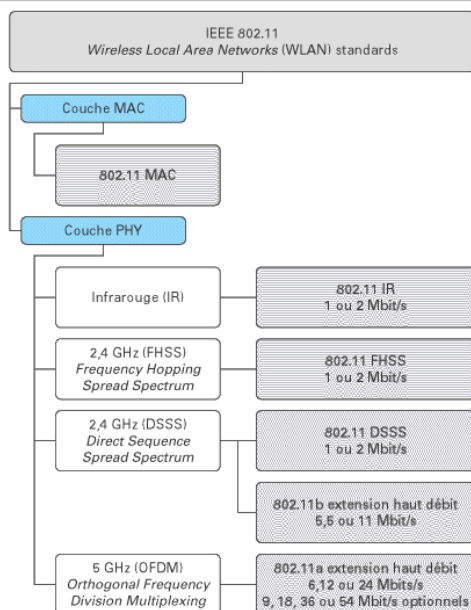 IEEE 802.11
Wireless Local Area Networks (WLAN) standards
Couche MAC
802.11 MAC
Couche PHY
Infrarouge (IR)
802.11 IR
1 ou 2 Mbit/s
2,4 GHz (FHSS)
Frequency Hopping
Spread Spectrum
802.11 FHSS
1 ou 2 Mbit/s
2,4 GHz (DSSS)
Direct Sequence
Spread Spectrum
802.11 DSSS
1 ou 2 Mbit/s
802.11b extension haut débit
5,5 ou 11 Mbit/s
5 GHz (OFDM)
Orthogonal Frequency
Division Multiplexing
802.11a extension haut débit
6,12 ou 24 Mbits/s
9, 18, 36 ou 54 Mbit/s optionnels